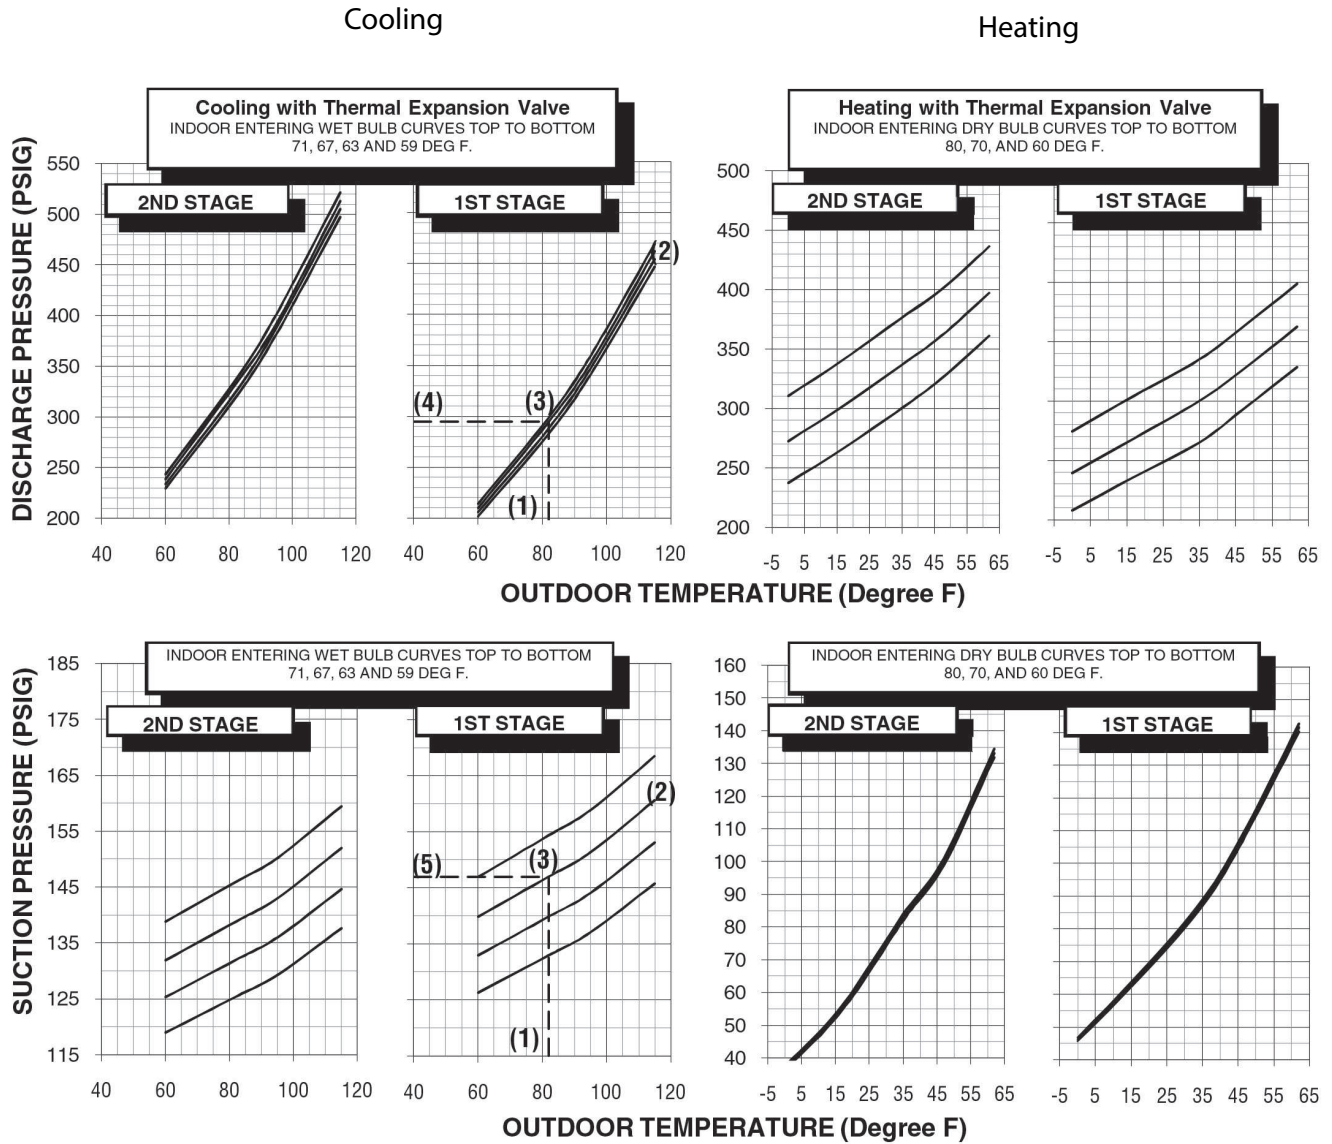 Cooling
Heating
Cooling with Thermal Expansion Valve
INDOOR ENTERING WET BULB CURVES TOP TO BOTTOM
71, 67, 63 AND 59 DEG F.
Heating with Thermal Expansion Valve
INDOOR ENTERING DRY BULB CURVES TOP TO BOTTOM
80, 70, AND 60 DEG F.
DISCHARGE PRESSURE (PSIG)
2ND STAGE
1ST STAGE
2ND STAGE
1ST STAGE
550
500
450
400
350
300
250
200
(2)
(4)
(3)
(1)
500
450
400
350
300
250
200
40 60 80 100 120
40 60 80 100 120
-5 5 15 25 35 45 55 65
-5 5 15 25 35 45 55 65
OUTDOOR TEMPERATURE (Degree F)
INDOOR ENTERING WET BULB CURVES TOP TO BOTTOM
71, 67, 63 AND 59 DEG F.
INDOOR ENTERING DRY BULB CURVES TOP TO BOTTOM
80, 70, AND 60 DEG F.
SUCTION PRESSURE (PSIG)
2ND STAGE
1ST STAGE
2ND STAGE
1ST STAGE
185
175
165
155
145
135
125
115
(2)
(5)
(3)
(1)
160
150
140
130
120
110
100
90
80
70
60
50
40
40 60 80 100 120
40 60 80 100 120
-5 5 15 25 35 45 55 65
-5 5 15 25 35 45 55 65
OUTDOOR TEMPERATURE (Degree F)